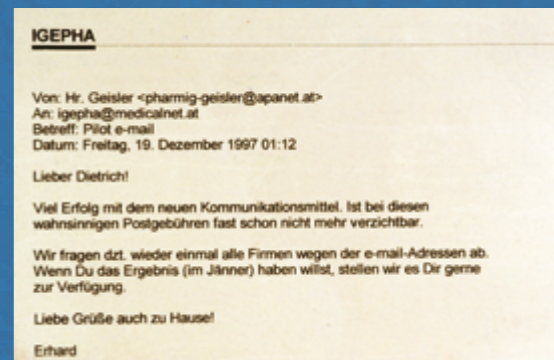 IGEPHA
Von: Hr. Geisler <pharmig-geisler@apanet.at>
An: igepha@medicalnet.at
Betreff: Pilot e-mail
Datum: Freitag, 19. Dezember 1997 01:12
Lieber Dietrich!
Viel Erfolg mit dem neuen Kommunikationsmittel. Ist bei diesen
wahnsinnigen Postgebühren fast schon nicht mehr verzichtbar.
Wir fragen dzt. wieder einmal alle Firmen wegen der e-mail-Adressen ab.
Wenn Du das Ergebnis (im Jänner) haben willst, stellen wir es Dir gerne
zur Verfügung.
Liebe Grüße auch zu Hause!
Erhard